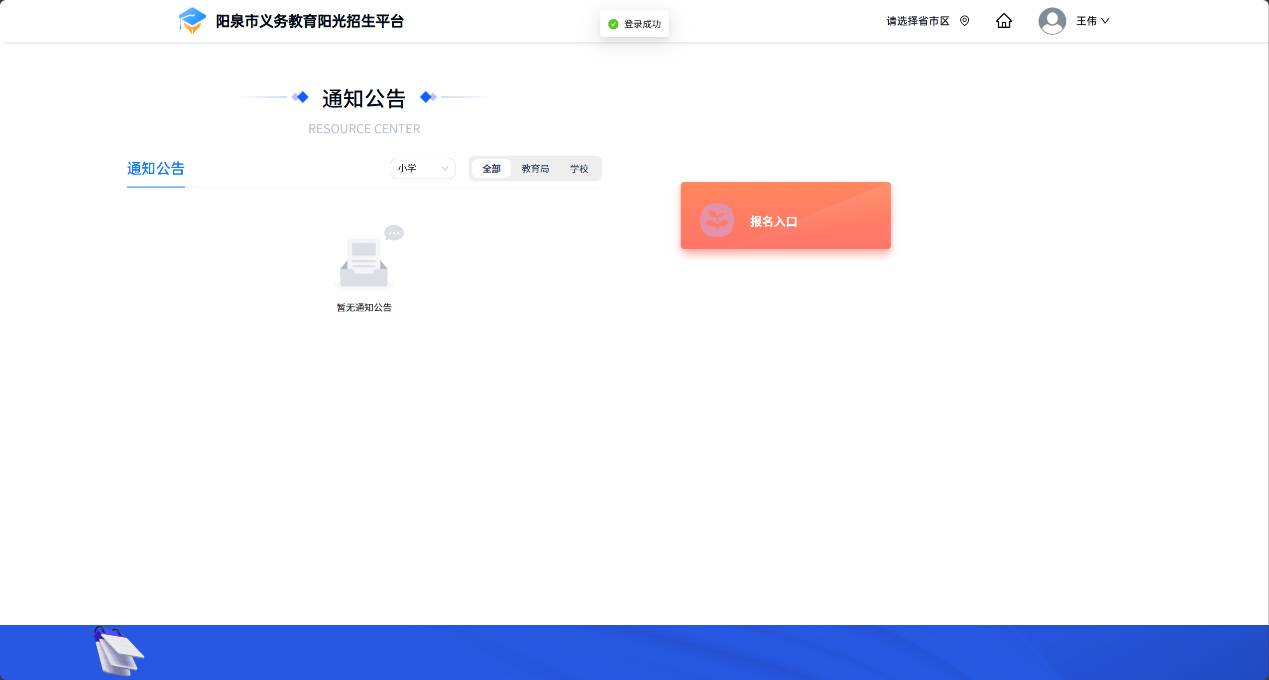 阳泉市义务教育阳光招生平台
登录成功
请选择省市区
王伟
通知公告
RESOURCE CENTER
通知公告
小学
全部
教育局
学校
报名入口
暂无通知公告